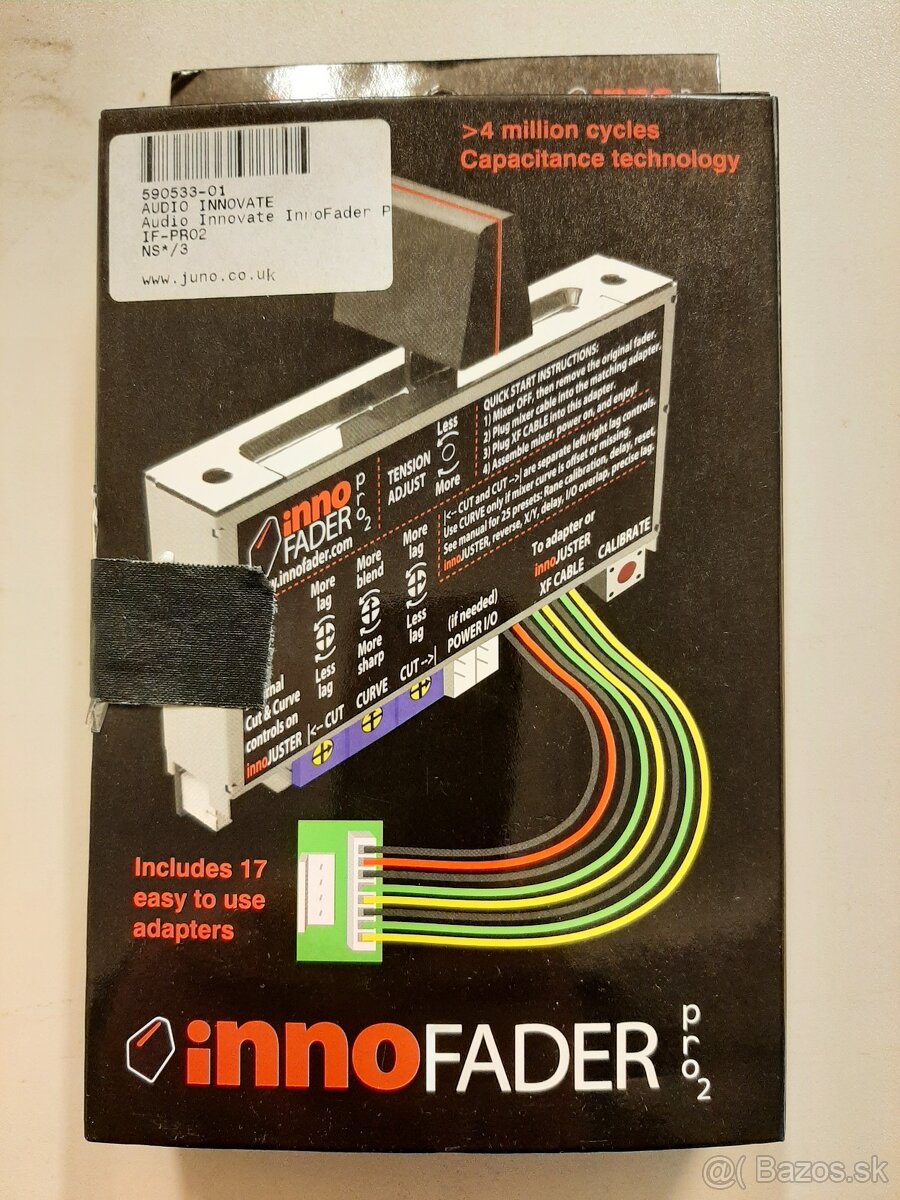 >4 million cycles
Capacitance technology
590533-01
AUDIO INNOVATE
Audio Innovate InnoFader P
IF-PRO2
NS*/3
www.juno.co.uk
QUICK START INSTRUCTIONS:
1) Mixer OFF, then remove the original fader.
2) Plug mixer cable into the matching adapter.
3) Plug XF CABLE into this adapter.
4) Assemble mixer, power on, and enjoy!
|<-- CUT and CUT -->| are separate left/right lag controls.
Use CURVE only if mixer curve is offset or missing.
See manual for 25 presets: Rane calibration, delays, reset,
innoJUSTER, reverse, X/Y, delay, I/O overlap, precise lag.
Less
TENSION
ADJUST
More
inno
FADER
pro2
.innofader.com
More
lag
More
blend
More
lag
Less
lag
More
sharp
Less
lag
Cut & Curve
controls on
innoJUSTER
|<-- CUT
CURVE
CUT -->|
(if needed)
POWER I/O
To adapter or
innoJUSTER
XF CABLE
CALIBRATE
Includes 17
easy to use
adapters
innoFADER
pro2
@( Bazos.sk